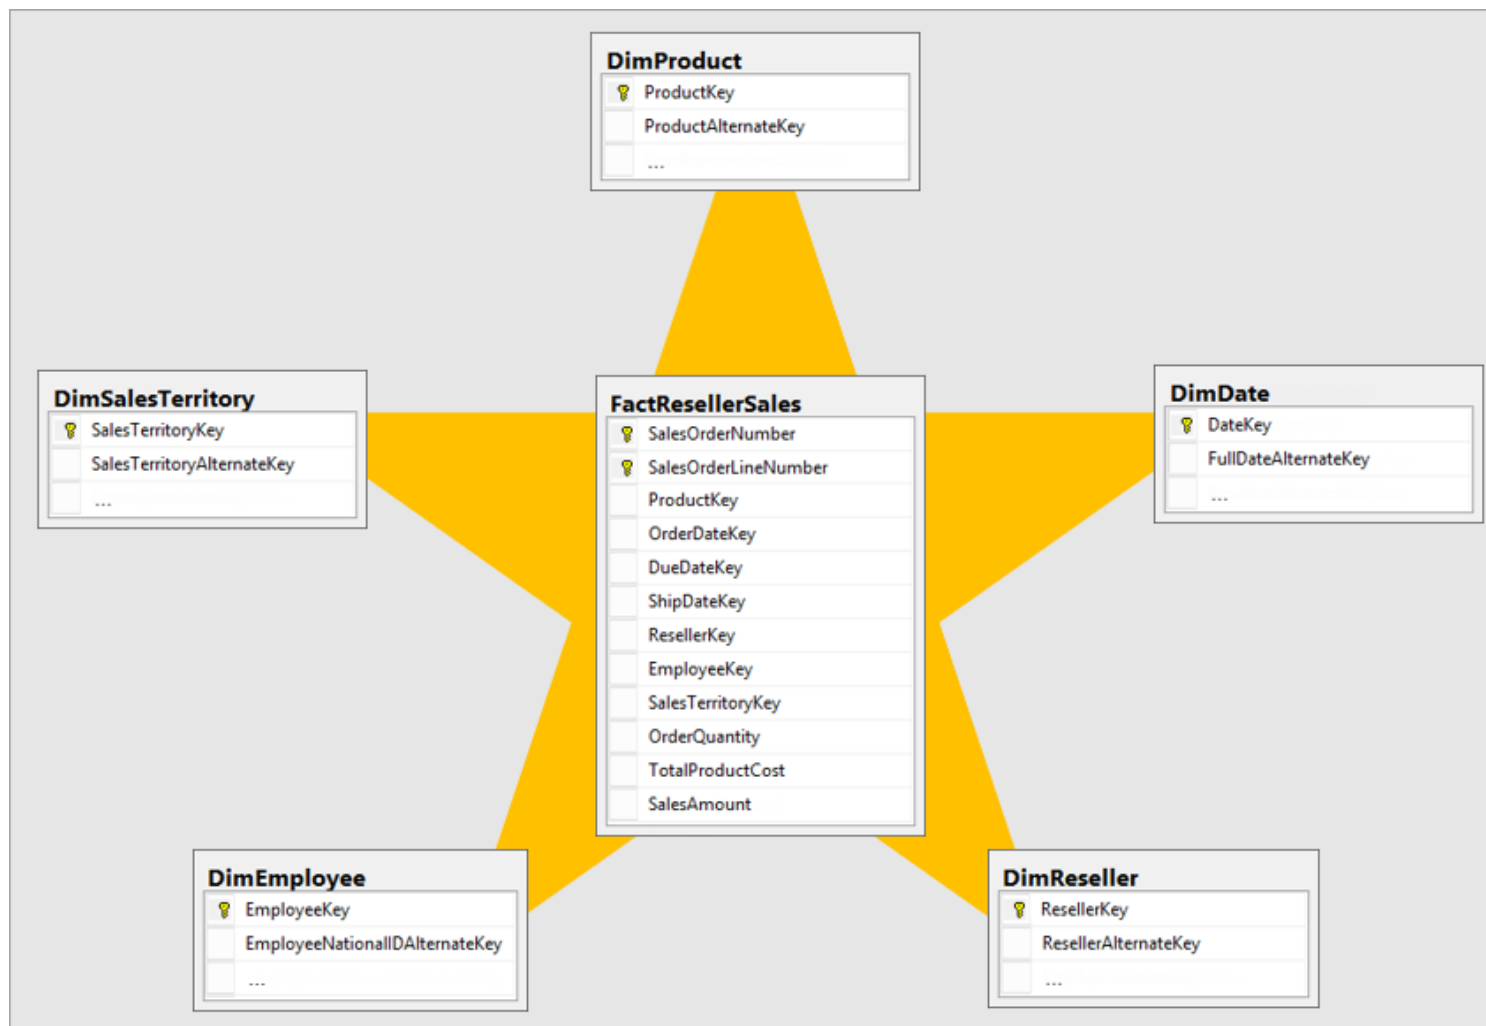 DimProduct
ProductKey
ProductAlternateKey
...
DimSalesTerritory
SalesTerritoryKey
SalesTerritoryAlternateKey
...
FactResellerSales
SalesOrderNumber
SalesOrderLineNumber
ProductKey
OrderDateKey
DueDateKey
ShipDateKey
ResellerKey
EmployeeKey
SalesTerritoryKey
OrderQuantity
TotalProductCost
SalesAmount
DimDate
DateKey
FullDateAlternateKey
...
DimEmployee
EmployeeKey
EmployeeNationalIDAlternateKey
...
DimReseller
ResellerKey
ResellerAlternateKey
...